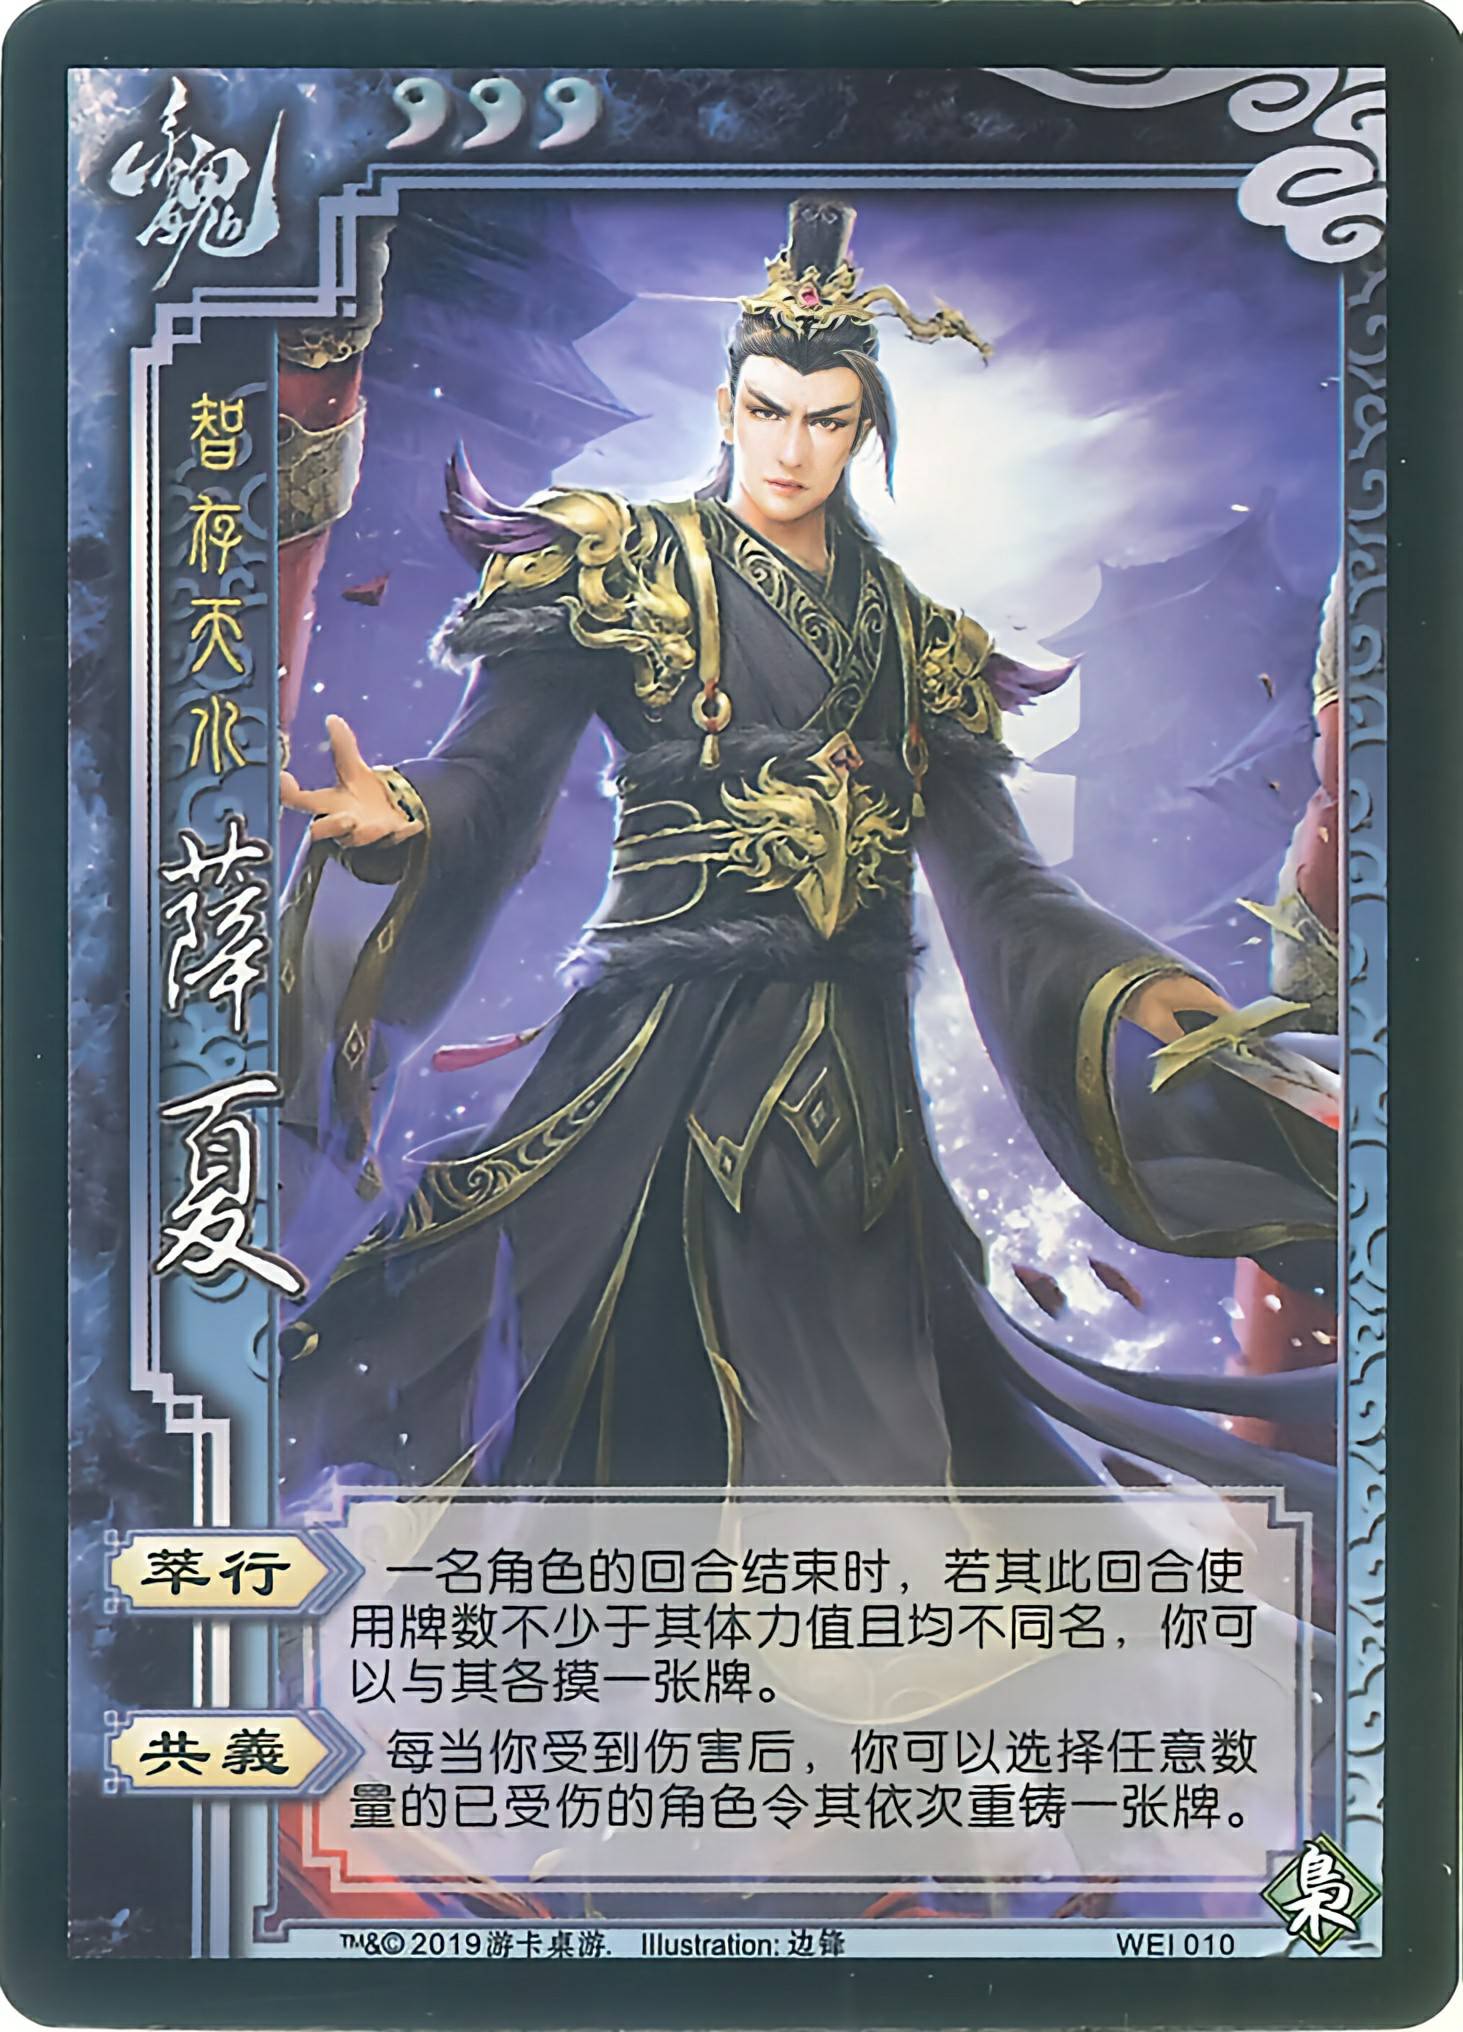 魏
智存天水
薛夏
萃行
一名角色的回合结束时，若其此回合使
用牌数不少于其体力值且均不同名，你可
以与其各摸一张牌。
共義
每当你受到伤害后，你可以选择任意数
量的已受伤的角色令其依次重铸一张牌。
枭
™&© 2019游卡桌游. Illustration: 边锋
WEI 010